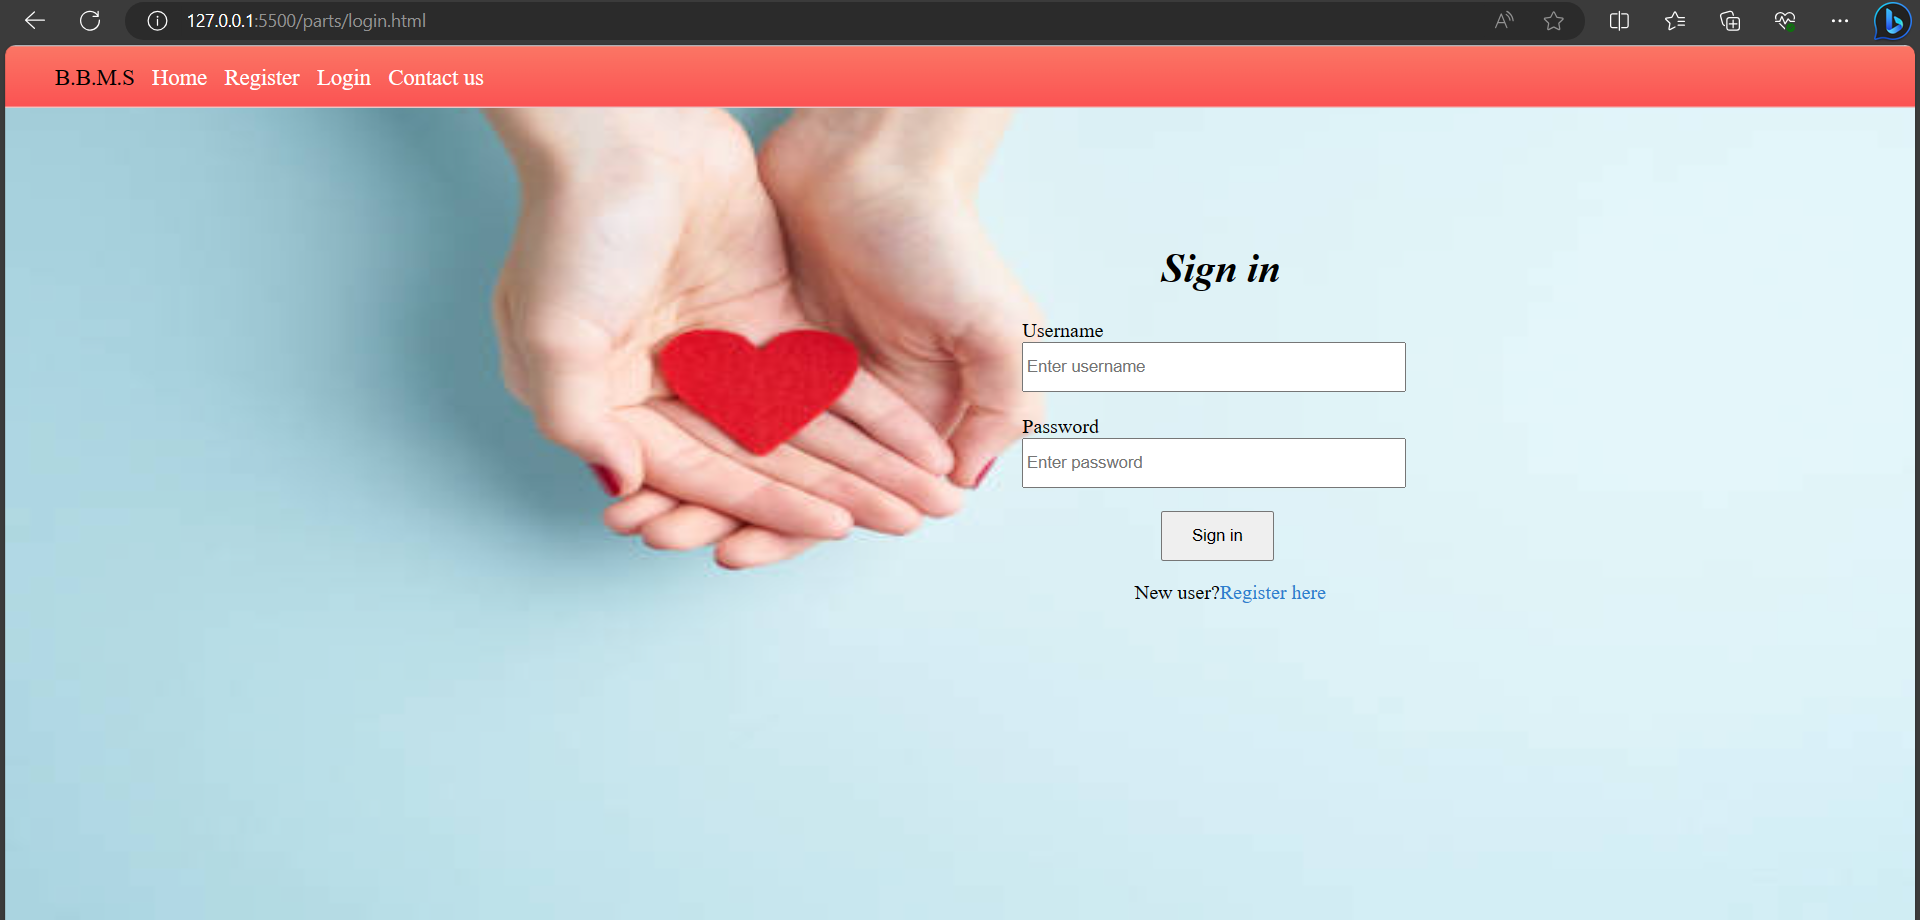 127.0.0.1:5500/parts/login.html
B.B.M.S Home Register Login Contact us
Sign in
Username
Enter username
Password
Enter password
Sign in
New user?Register here